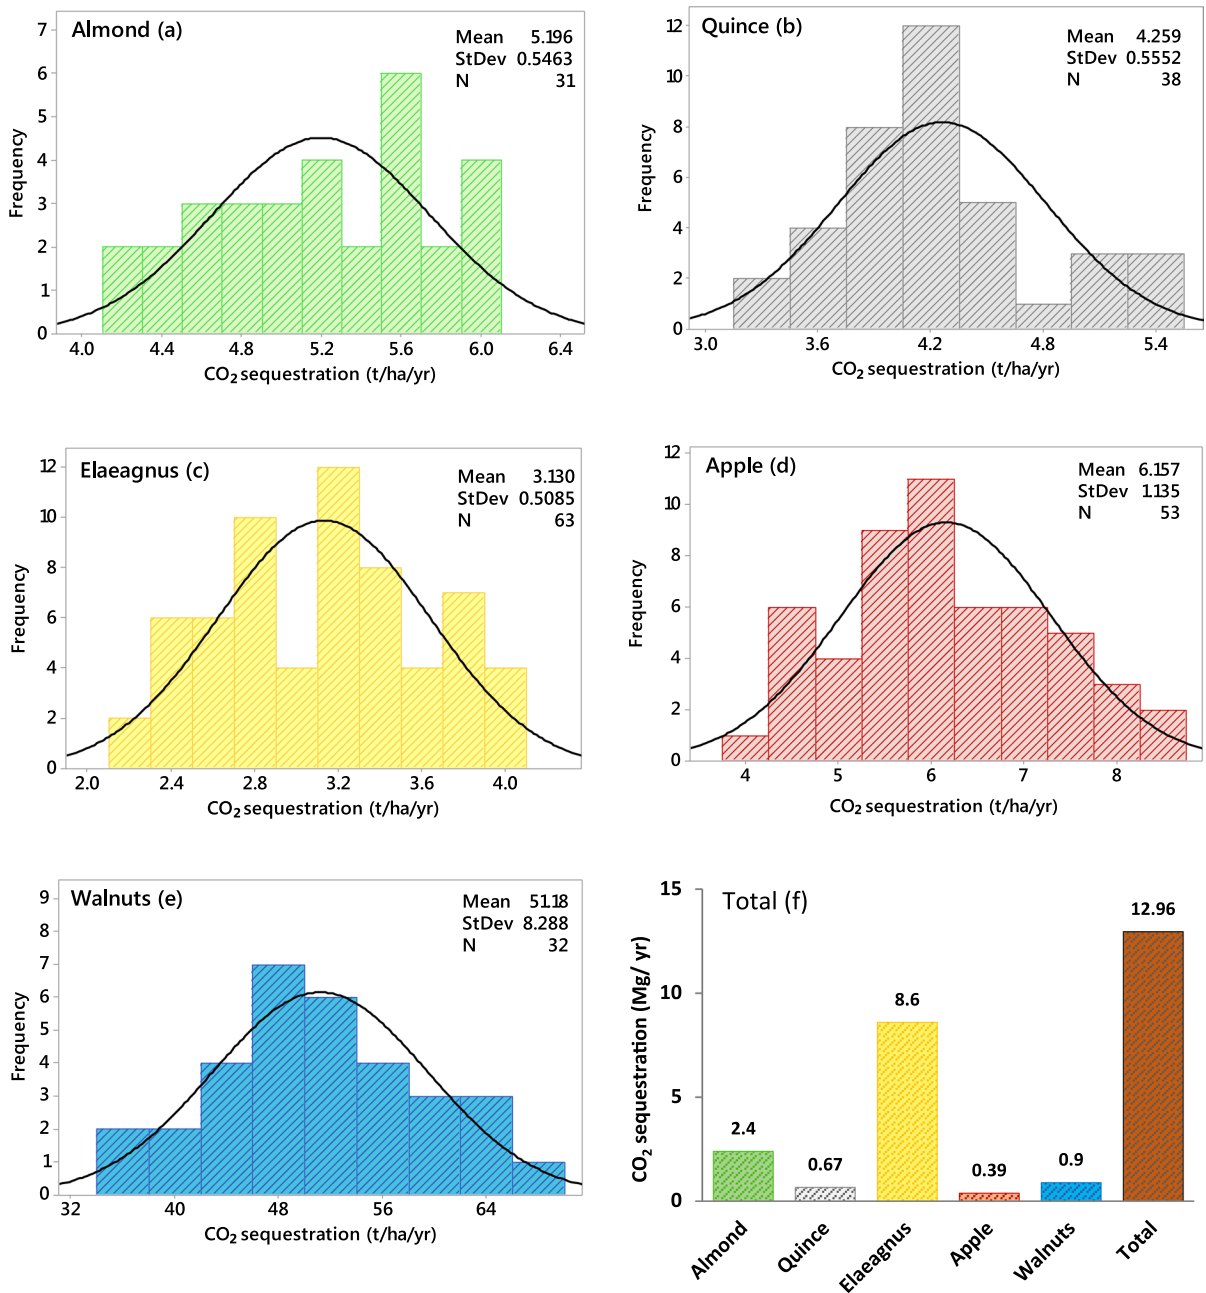 Almond (a)
Mean 5.196
StDev 0.5463
N 31
Frequency
7
6
5
4
3
2
1
0
4.0 4.4 4.8 5.2 5.6 6.0 6.4
CO2 sequestration (t/ha/yr)
Quince (b)
Mean 4.259
StDev 0.5552
N 38
Frequency
12
10
8
6
4
2
0
3.0 3.6 4.2 4.8 5.4
CO2 sequestration (t/ha/yr)
Elaeagnus (c)
Mean 3.130
StDev 0.5085
N 63
Frequency
12
10
8
6
4
2
0
2.0 2.4 2.8 3.2 3.6 4.0
CO2 sequestration (t/ha/yr)
Apple (d)
Mean 6.157
StDev 1135
N 53
Frequency
12
10
8
6
4
2
0
4 5 6 7 8
CO2 sequestration (t/ha/yr)
Walnuts (e)
Mean 5118
StDev 8.288
N 32
Frequency
9
8
7
6
5
4
3
2
1
0
32 40 48 56 64
CO2 sequestration (t/ha/yr)
Total (f)
CO2 sequestration (Mg/ yr)
15
10
5
0
2.4
0.67
8.6
0.39
0.9
12.96
Almond
Quince
Elaeagnus
Apple
Walnuts
Total